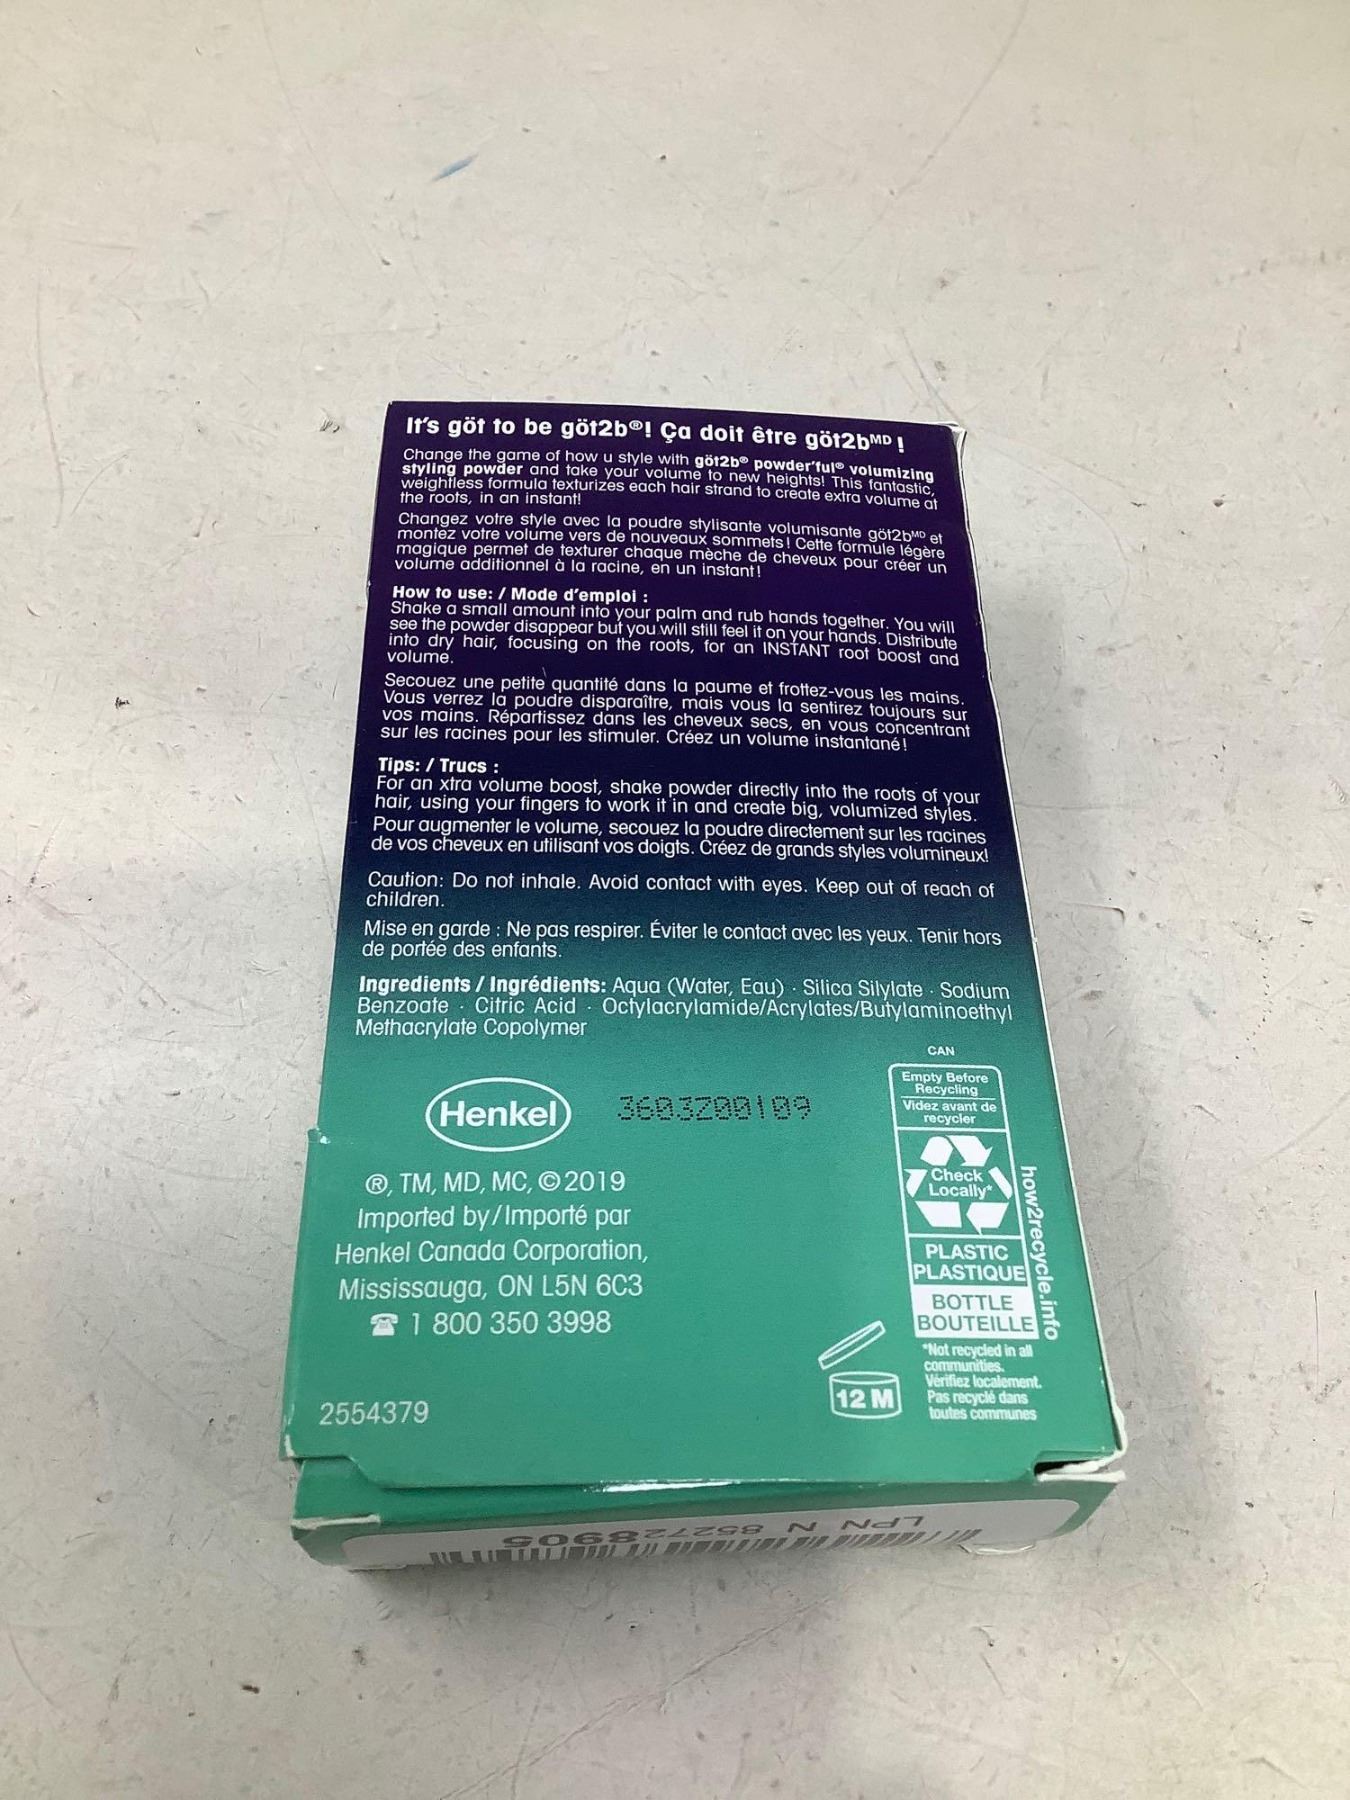 It's göt to be göt2b®! Ça doit être göt2bMD !
Change the game of how u style with göt2b® powder'ful® volumizing
styling powder and take your volume to new heights! This fantastic,
weightless formula texturizes each hair strand to create extra volume at
the roots, in an instant!
Changez votre style avec la poudre stylisante volumisante göt2bMD et
montez votre volume vers de nouveaux sommets! Cette formule légère
magique permet de texturer chaque mèche de cheveux pour créer un
volume additionnel à la racine, en un instant!
How to use: / Mode d'emploi :
Shake a small amount into your palm and rub hands together. You will
see the powder disappear but you will still feel it on your hands. Distribute
into dry hair, focusing on the roots, for an INSTANT root boost and
volume.
Secouez une petite quantité dans la paume et frottez-vous les mains.
Vous verrez la poudre disparaître, mais vous la sentirez toujours sur
vos mains. Répartissez dans les cheveux secs, en vous concentrant
sur les racines pour les stimuler. Créez un volume instantané!
Tips: / Trucs :
For an xtra volume boost, shake powder directly into the roots of your
hair, using your fingers to work it in and create big, volumized styles.
Pour augmenter le volume, secouez la poudre directement sur les racines
de vos cheveux en utilisant vos doigts. Créez de grands styles volumineux!
Caution: Do not inhale. Avoid contact with eyes. Keep out of reach of
children.
Mise en garde : Ne pas respirer. Éviter le contact avec les yeux. Tenir hors
de portée des enfants.
Ingredients / Ingrédients: Aqua (Water, Eau) · Silica Silylate · Sodium
Benzoate · Citric Acid · Octylacrylamide/Acrylates/Butylaminoethyl
Methacrylate Copolymer
Henkel
3603Z00109
®, TM, MD, MC, ©2019
Imported by/Importé par
Henkel Canada Corporation,
Mississauga, ON L5N 6C3
☎ 1 800 350 3998
2554379
12 M
CAN
Empty Before
Recycling
Videz avant de
recycler
Check
Locally*
PLASTIC
PLASTIQUE
BOTTLE
BOUTEILLE
how2recycle.info
*Not recycled in all
communities.
Vérifiez localement.
Pas recyclé dans
toutes communes
LPN N 852728905